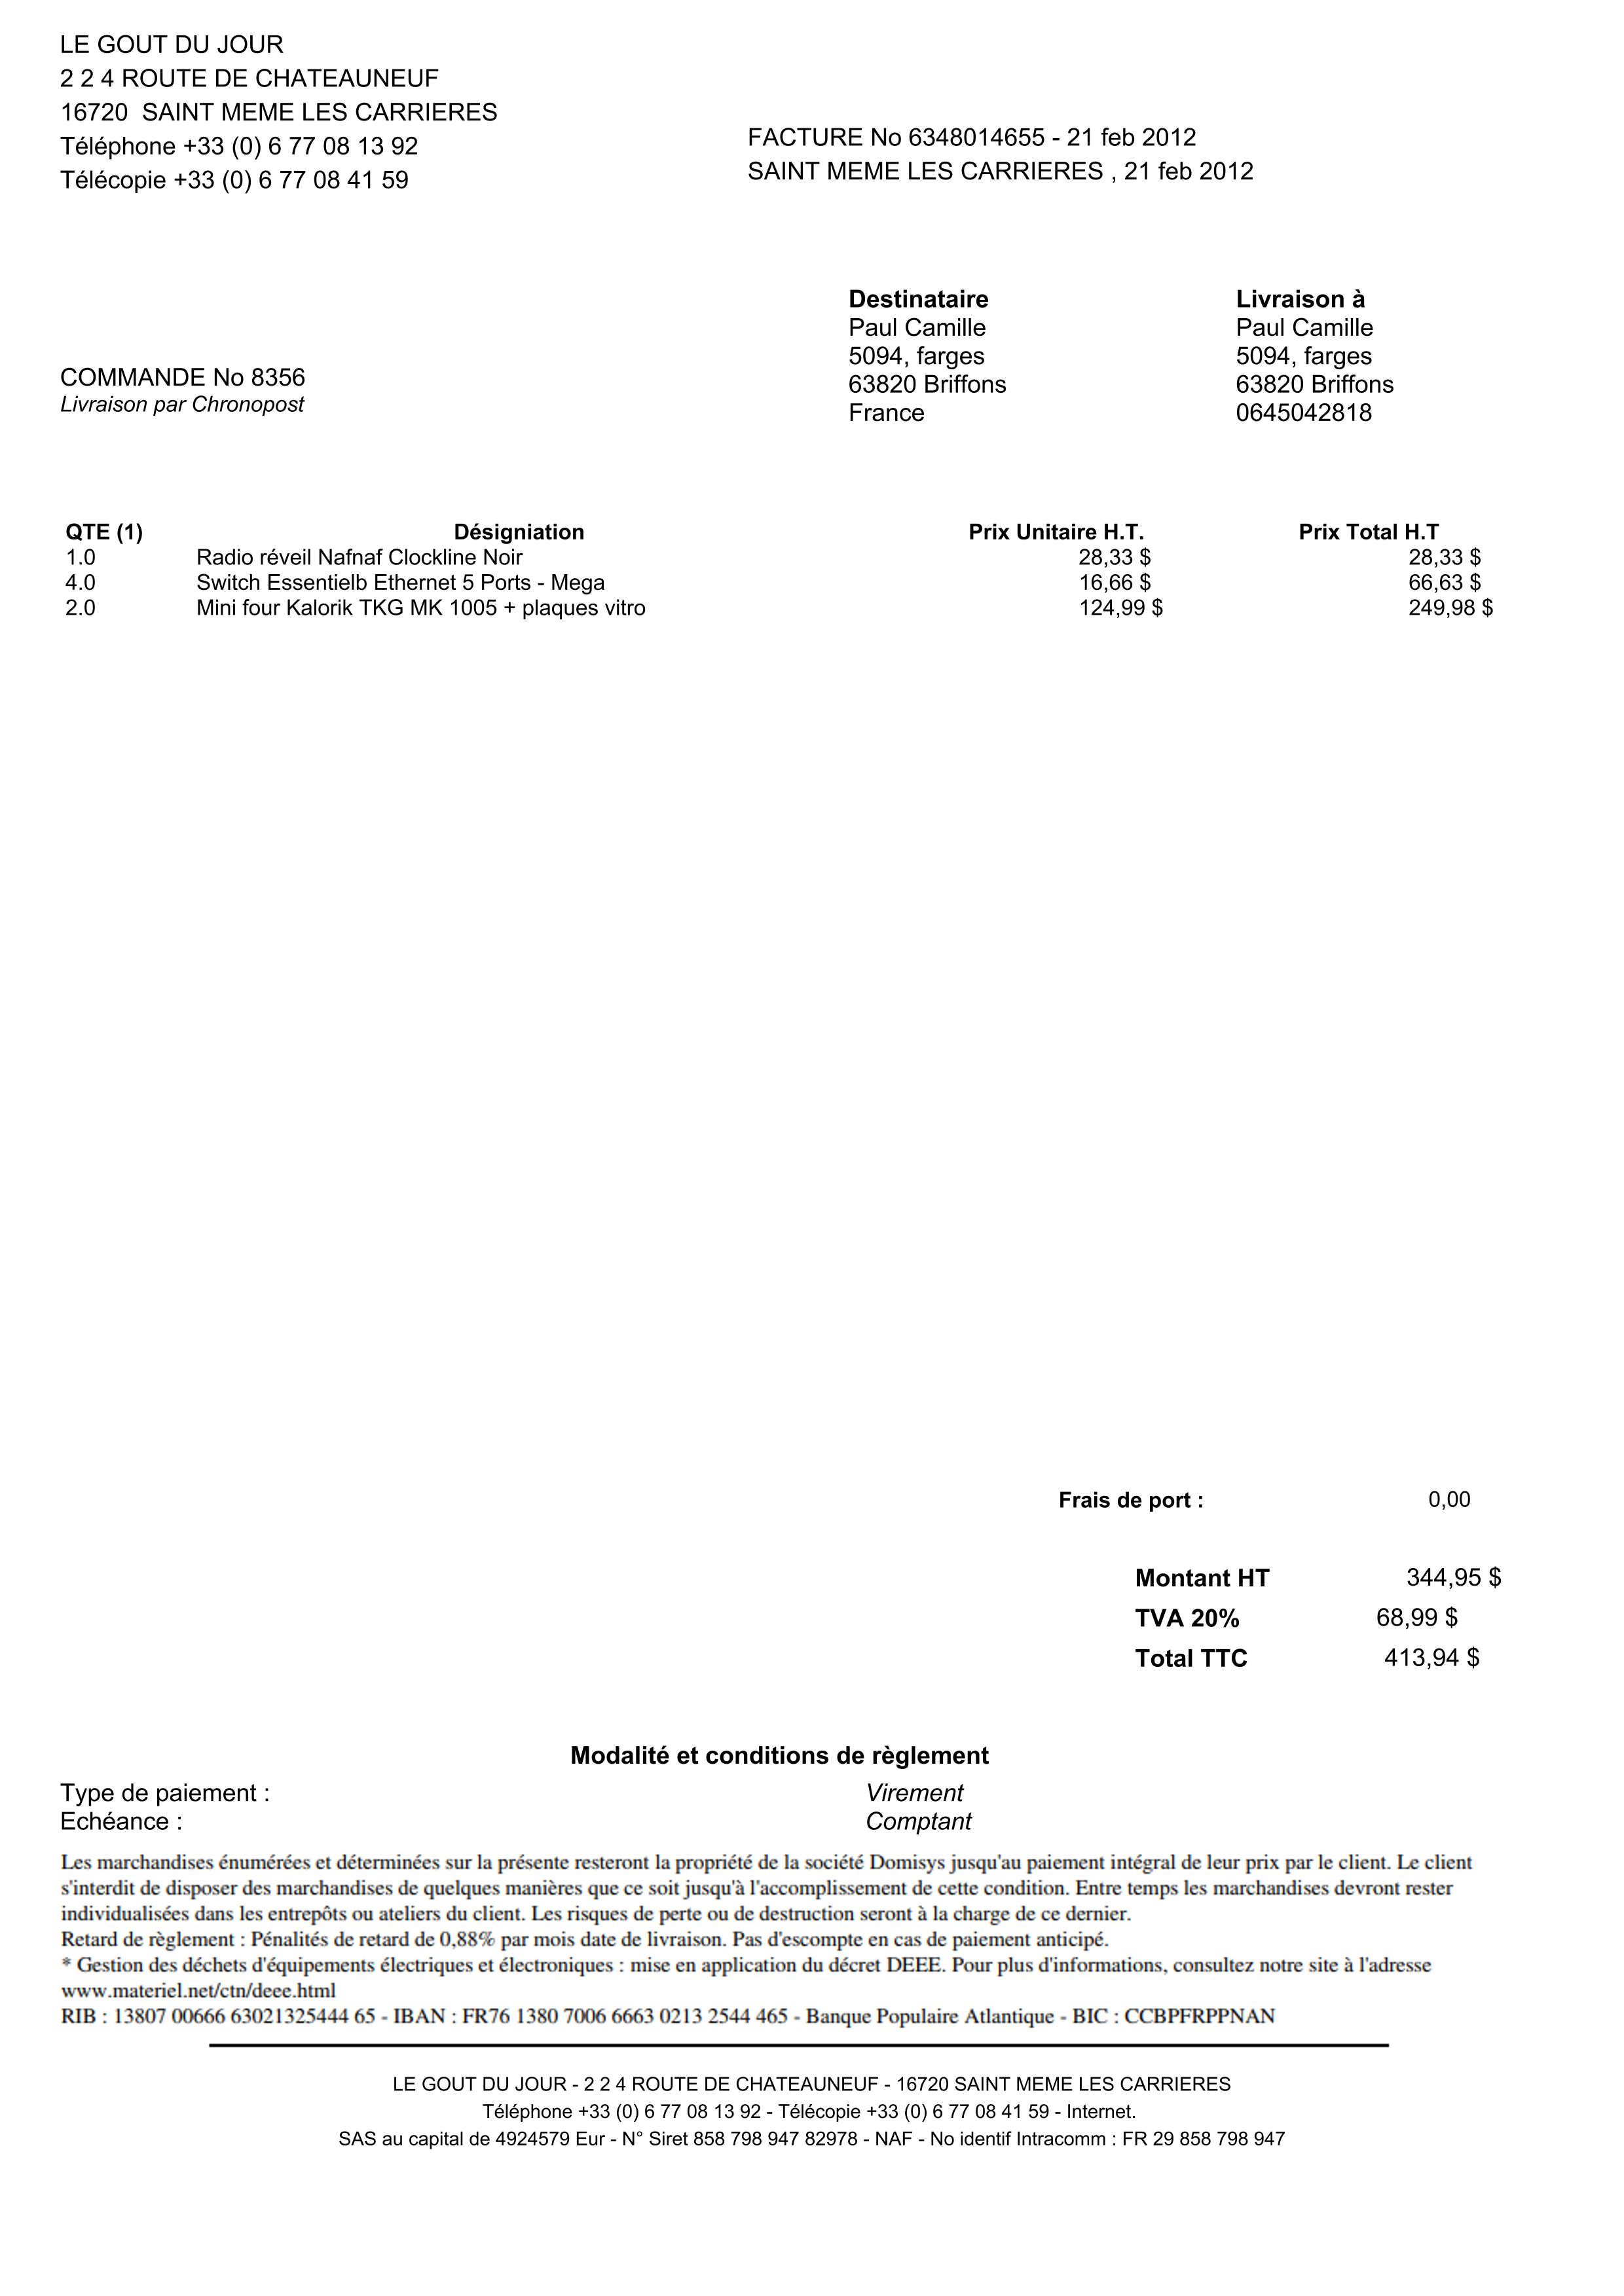 LE GOUT DU JOUR
2 2 4 ROUTE DE CHATEAUNEUF
16720  SAINT MEME LES CARRIERES
Téléphone +33 (0) 6 77 08 13 92
Télécopie +33 (0) 6 77 08 41 59
FACTURE No 6348014655 - 21 feb 2012
SAINT MEME LES CARRIERES , 21 feb 2012
COMMANDE No 8356
Livraison par Chronopost
Destinataire
Paul Camille
5094, farges
63820 Briffons
France
Livraison à
Paul Camille
5094, farges
63820 Briffons
0645042818
QTE (1) Désigniation Prix Unitaire H.T. Prix Total H.T
1.0 Radio réveil Nafnaf Clockline Noir 28,33 $ 28,33 $
4.0 Switch Essentielb Ethernet 5 Ports - Mega 16,66 $ 66,63 $
2.0 Mini four Kalorik TKG MK 1005 + plaques vitro 124,99 $ 249,98 $
Frais de port : 0,00
Montant HT 344,95 $
TVA 20% 68,99 $
Total TTC 413,94 $
Modalité et conditions de règlement
Type de paiement : Virement
Echéance : Comptant
Les marchandises énumérées et déterminées sur la présente resteront la propriété de la société Domisys jusqu'au paiement intégral de leur prix par le client. Le client
s'interdit de disposer des marchandises de quelques manières que ce soit jusqu'à l'accomplissement de cette condition. Entre temps les marchandises devront rester
individualisées dans les entrepôts ou ateliers du client. Les risques de perte ou de destruction seront à la charge de ce dernier.
Retard de règlement : Pénalités de retard de 0,88% par mois date de livraison. Pas d'escompte en cas de paiement anticipé.
* Gestion des déchets d'équipements électriques et électroniques : mise en application du décret DEEE. Pour plus d'informations, consultez notre site à l'adresse
www.materiel.net/ctn/deee.html
RIB : 13807 00666 63021325444 65 - IBAN : FR76 1380 7006 6663 0213 2544 465 - Banque Populaire Atlantique - BIC : CCBPFRPPNAN
LE GOUT DU JOUR - 2 2 4 ROUTE DE CHATEAUNEUF - 16720 SAINT MEME LES CARRIERES
Téléphone +33 (0) 6 77 08 13 92 - Télécopie +33 (0) 6 77 08 41 59 - Internet.
SAS au capital de 4924579 Eur - N° Siret 858 798 947 82978 - NAF - No identif Intracomm : FR 29 858 798 947